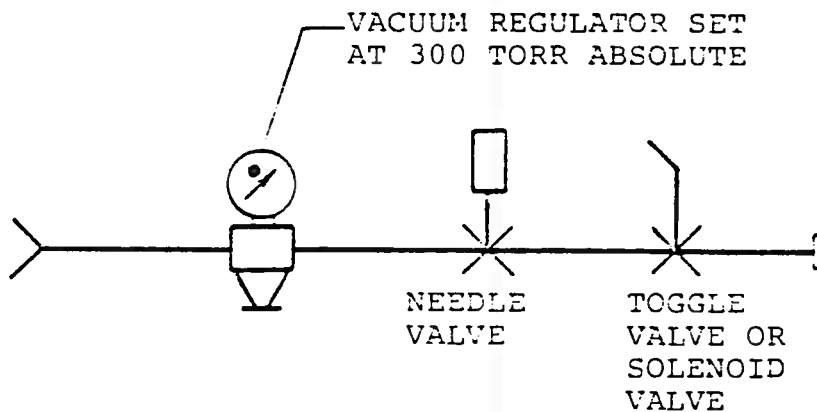 VACUUM REGULATOR SET
AT 300 TORR ABSOLUTE
NEEDLE
VALVE
TOGGLE
VALVE OR
SOLENOID
VALVE